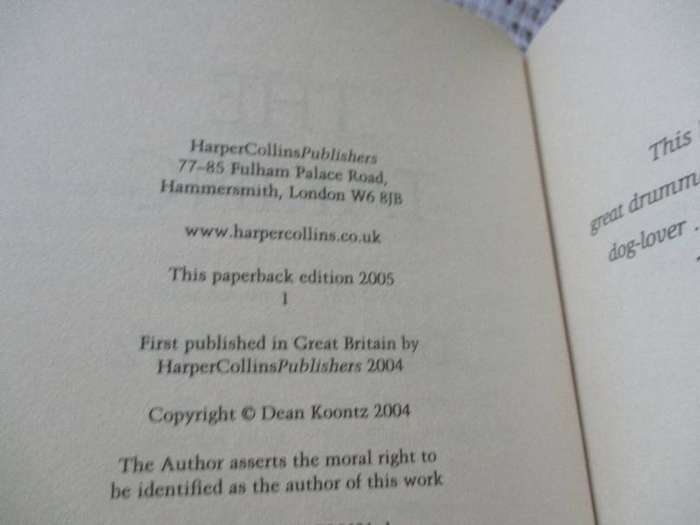 HarperCollinsPublishers
77–85 Fulham Palace Road,
Hammersmith, London W6 8JB
www.harpercollins.co.uk
This paperback edition 2005
1
First published in Great Britain by
HarperCollinsPublishers 2004
Copyright © Dean Koontz 2004
The Author asserts the moral right to
be identified as the author of this work
This
great drumm
dog-lover .